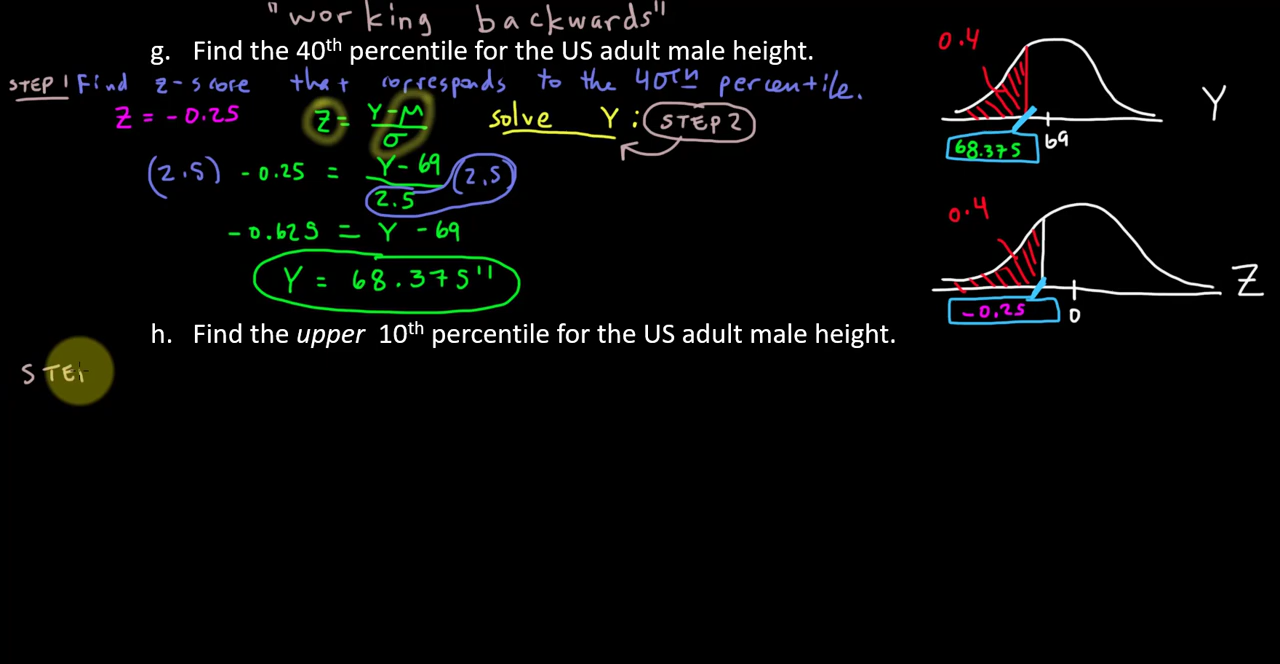 "working backwards"
g. Find the 40th percentile for the US adult male height.
STEP 1 Find z-score that corresponds to the 40th percentile.
Z = -0.25
Z = Y-μ / σ
solve Y : STEP 2
(2.5) -0.25 = Y-69 / 2.5 (2.5)
-0.625 = Y -69
Y = 68.375"
0.4
68.375
69
Y
0.4
-0.25
0
Z
h. Find the upper 10th percentile for the US adult male height.
STEP